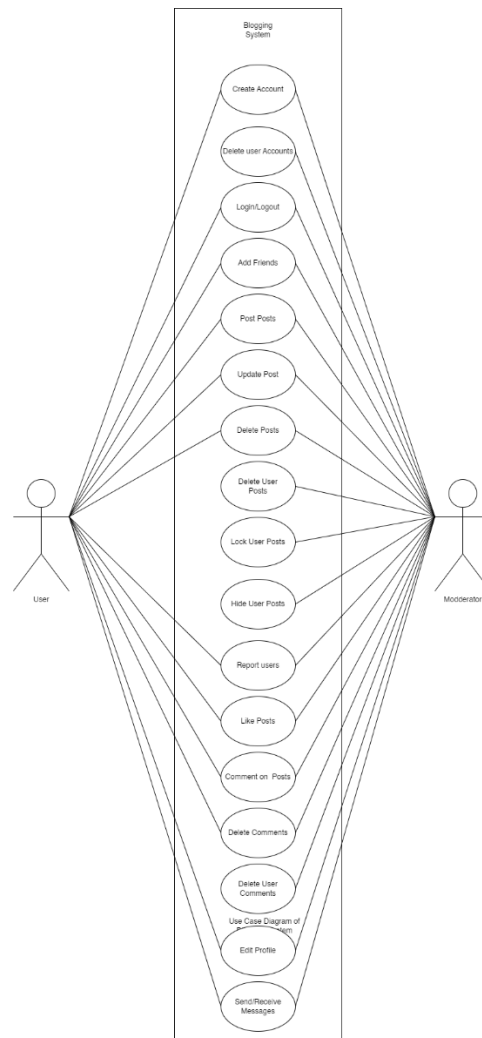 Blogging
System
Create Account
Delete user Accounts
Login/Logout
Add Friends
Post Posts
Update Post
Delete Posts
Delete User
Posts
Lock User Posts
Hide User Posts
User
Modderator
Report users
Like Posts
Comment on Posts
Delete Comments
Delete User
Comments
Use Case Diagram of
Edit Profile
Send/Receive
Messages